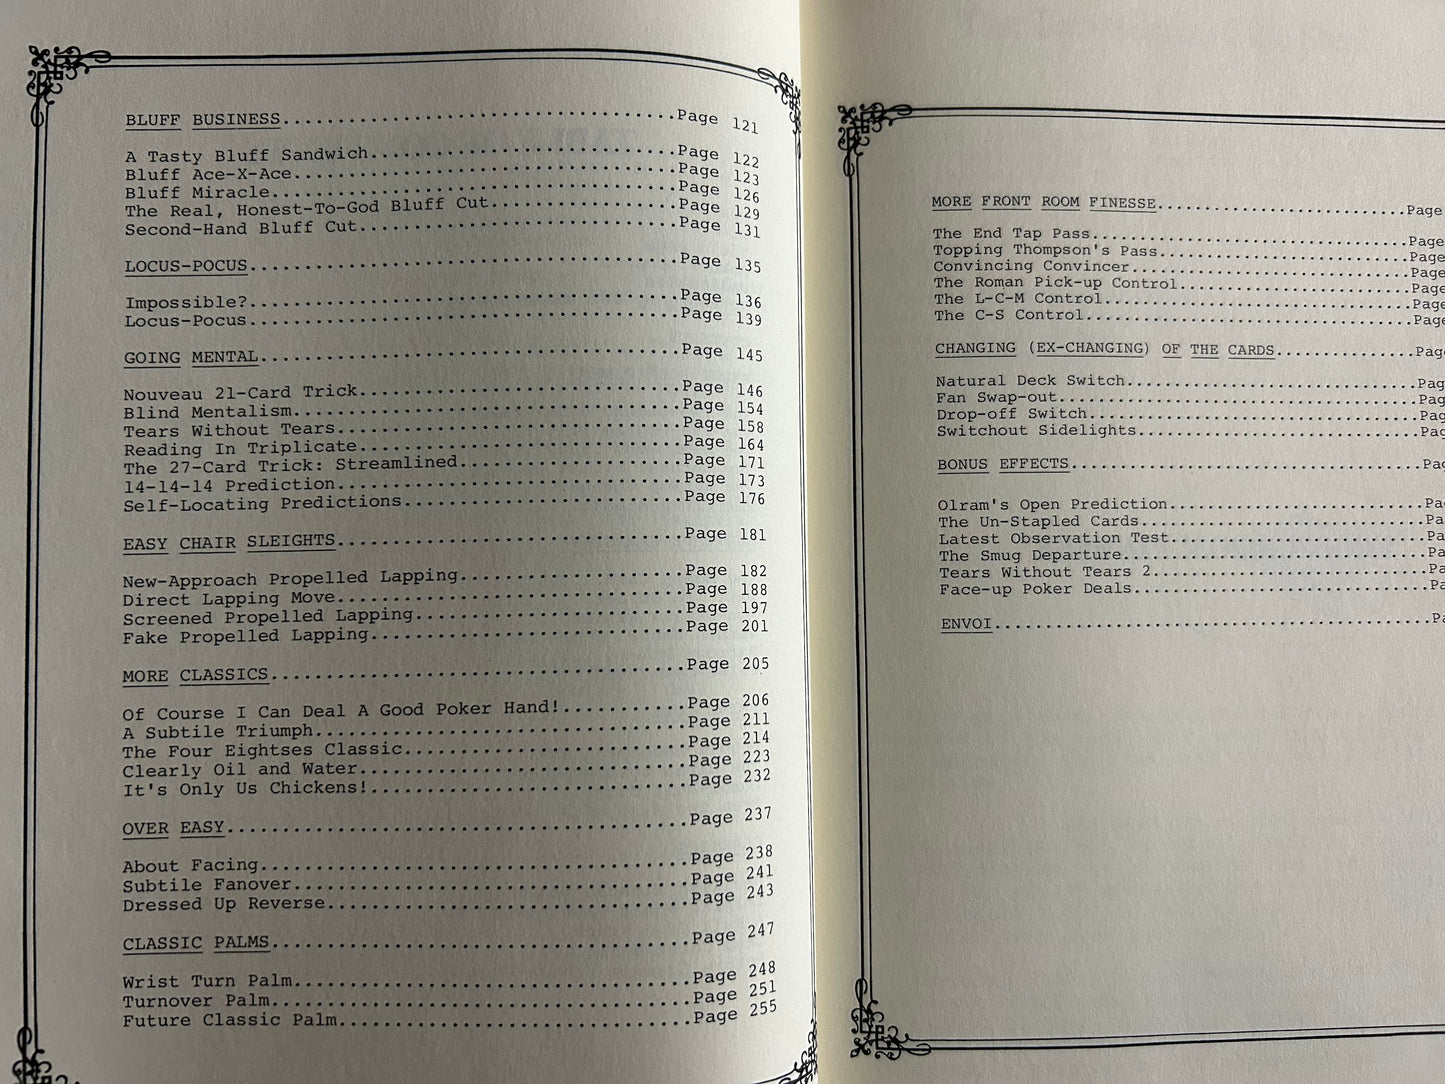 BLUFF BUSINESS....................................Page 121
A Tasty Bluff Sandwich............................Page 122
Bluff Ace-X-Ace...................................Page 123
Bluff Miracle.....................................Page 126
The Real, Honest-To-God Bluff Cut.................Page 129
Second-Hand Bluff Cut.............................Page 131
LOCUS-POCUS.......................................Page 135
Impossible?.......................................Page 136
Locus-Pocus.......................................Page 139
GOING MENTAL......................................Page 145
Nouveau 21-Card Trick.............................Page 146
Blind Mentalism...................................Page 154
Tears Without Tears...............................Page 158
Reading In Triplicate.............................Page 164
The 27-Card Trick: Streamlined....................Page 171
14-14-14 Prediction...............................Page 173
Self-Locating Predictions.........................Page 176
EASY CHAIR SLEIGHTS...............................Page 181
New-Approach Propelled Lapping....................Page 182
Direct Lapping Move...............................Page 188
Screened Propelled Lapping........................Page 197
Fake Propelled Lapping............................Page 201
MORE CLASSICS.....................................Page 205
Of Course I Can Deal A Good Poker Hand!...........Page 206
A Subtile Triumph.................................Page 211
The Four Eightses Classic.........................Page 214
Clearly Oil and Water.............................Page 223
It's Only Us Chickens!............................Page 232
OVER EASY.........................................Page 237
About Facing......................................Page 238
Subtile Fanover...................................Page 241
Dressed Up Reverse................................Page 243
CLASSIC PALMS.....................................Page 247
Wrist Turn Palm...................................Page 248
Turnover Palm.....................................Page 251
Future Classic Palm...............................Page 255
MORE FRONT ROOM FINESSE...........................Page
The End Tap Pass..................................Page
Topping Thompson's Pass...........................Page
Convincing Convincer..............................Page
The Roman Pick-up Control.........................Page
The L-C-M Control.................................Page
The C-S Control...................................Page
CHANGING (EX-CHANGING) OF THE CARDS...............Page
Natural Deck Switch...............................Page
Fan Swap-out......................................Pag
Drop-off Switch...................................Pag
Switchout Sidelights..............................Pag
BONUS EFFECTS.....................................Pa
Olram's Open Prediction...........................Pa
The Un-Stapled Cards..............................Pa
Latest Observation Test...........................Pa
The Smug Departure................................Pa
Tears Without Tears 2.............................Pa
Face-up Poker Deals...............................Pa
ENVOI.............................................Pa